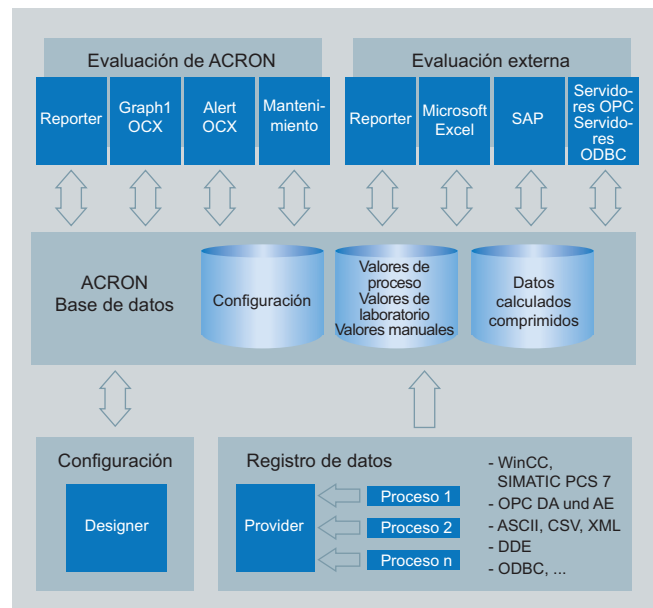 Evaluación de ACRON
Evaluación externa
Reporter
Graph1
OCX
Alert
OCX
Manteni-
miento
Reporter
Microsoft
Excel
SAP
Servido-
res OPC
Servido-
res
ODBC
ACRON
Base de datos
Configuración
Valores de
proceso
Valores de
laboratorio
Valores manuales
Datos
calculados
comprimidos
Configuración
Designer
Registro de datos
Provider
Proceso 1
Proceso 2
Proceso n
- WinCC,
SIMATIC PCS 7
- OPC DA und AE
- ASCII, CSV, XML
- DDE
- ODBC, ...